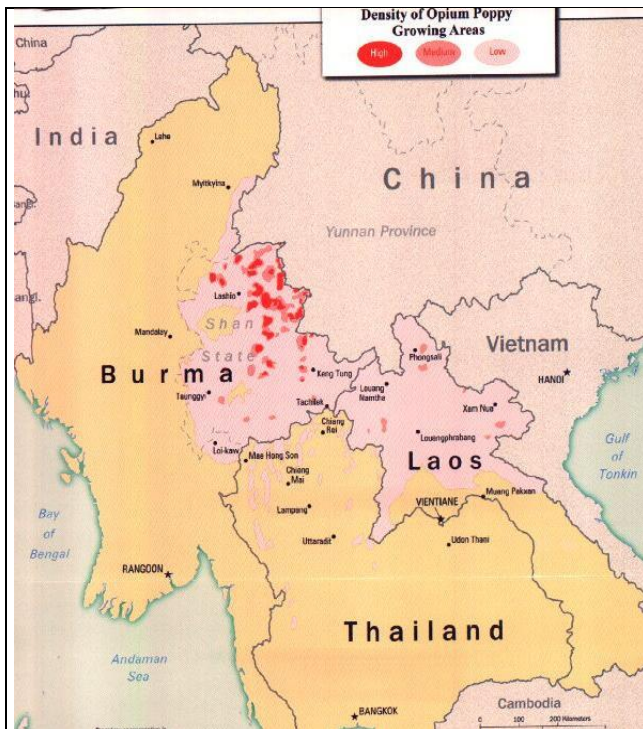 Density of Opium Poppy
Growing Areas
High
Medium
Low
China
India
Lahe
Myitkyina
China
Yunnan Province
Lashio
Shan
State
Mandalay
Burma
Taunggyi
Keng Tung
Tachilek
Loi-kaw
Phongsali
Louang
Namtha
Vietnam
HANOI
Xam Nua
Louangphrabang
Laos
Gulf
of
Tonkin
Chiang
Rai
Mae Hong Son
Chiang
Mai
Lampang
Uttaradit
VIENTIANE
Muang Pakxan
Udon Thani
Bay
of
Bengal
RANGOON
Thailand
Andaman
Sea
BANGKOK
Cambodia
0 100 200 Kilometers